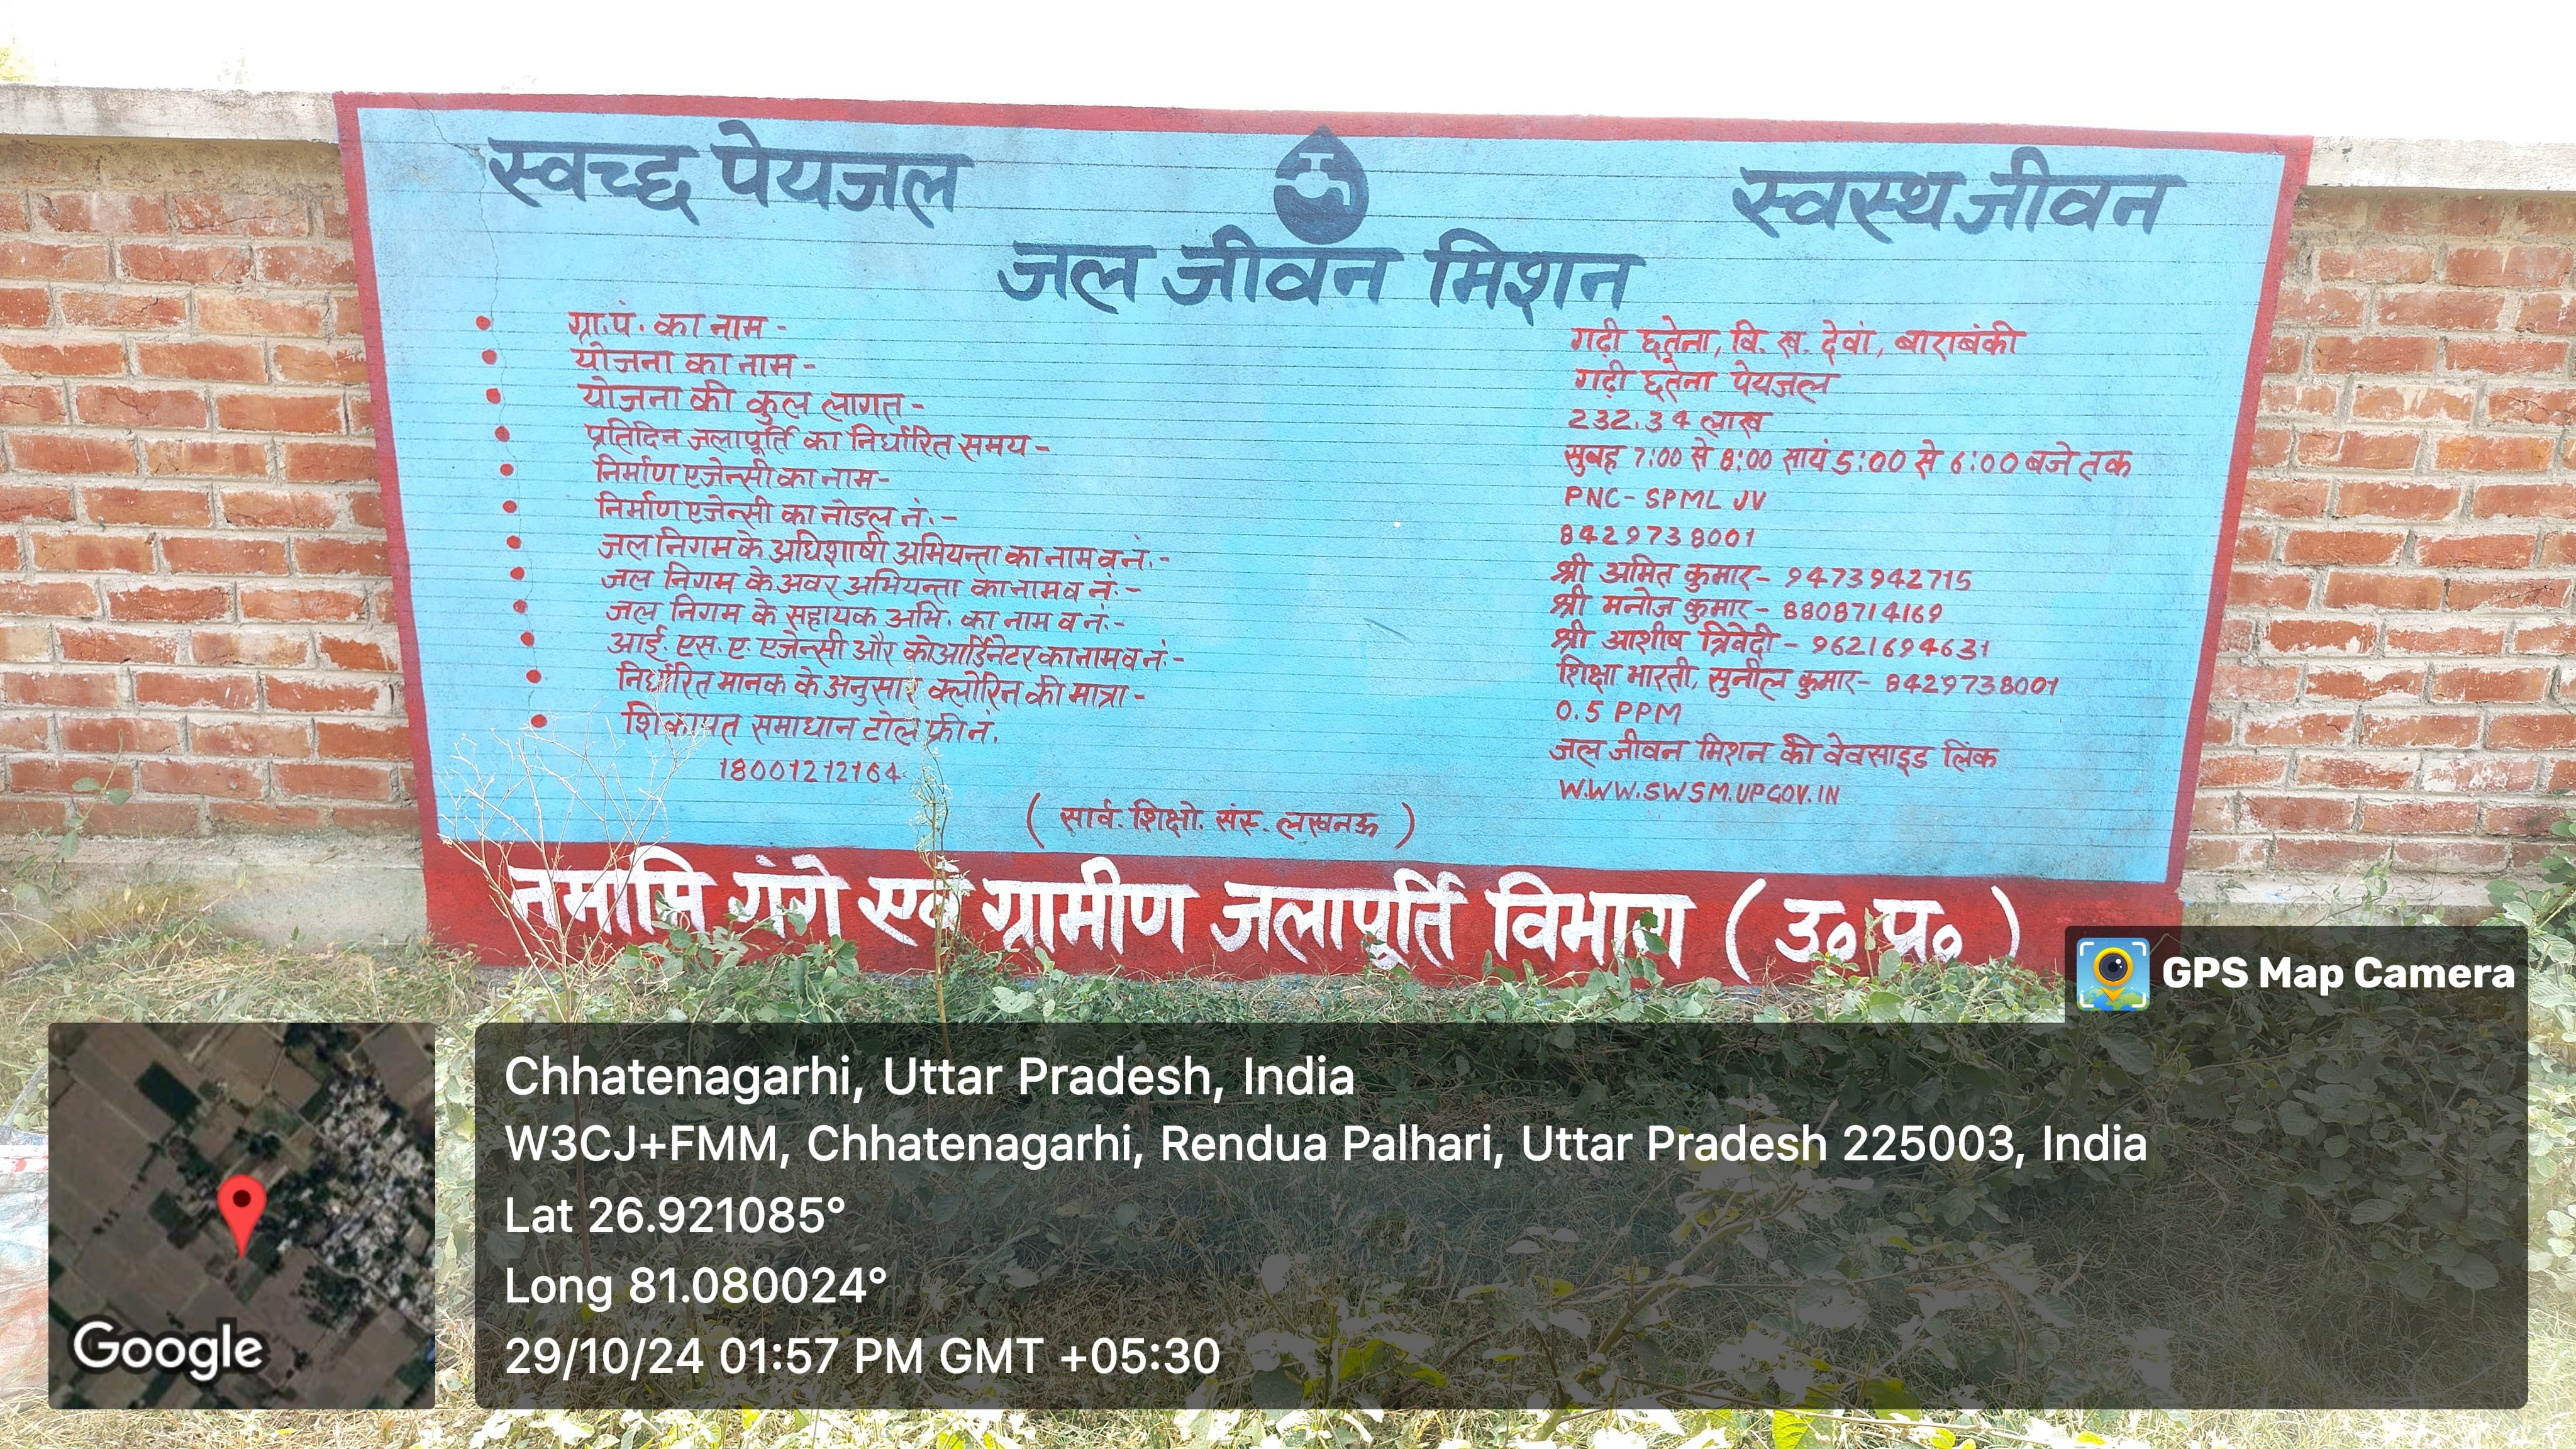 स्वच्छ पेयजल
स्वस्थ जीवन
जल जीवन मिशन
ग्रा.पं. का नाम -
गढ़ी छतेना, वि. ख. देवां, बाराबंकी
योजना का नाम -
गढ़ी छतेना पेयजल
योजना की कुल लागत -
232.34 लाख
प्रतिदिन जलापूर्ति का निर्धारित समय -
सुबह 7:00 से 8:00 सायं 5:00 से 6:00 बजे तक
निर्माण एजेन्सी का नाम-
PNC- SPML JV
निर्माण एजेन्सी का नोडल नं. -
8429738001
जल निगम के अधिशाषी अभियन्ता का नाम व नं. -
श्री अमित कुमार- 9473942715
जल निगम के अवर अभियन्ता का नाम व नं. -
श्री मनोज कुमार- 8808714169
जल निगम के सहायक अभि. का नाम व नं. -
श्री आशीष त्रिवेदी - 9621694631
आई. एस. ए. एजेन्सी और कोआर्डिनेटर का नाम व नं. -
शिक्षा भारती, सुनील कुमार- 8429738001
निर्धारित मानक के अनुसार क्लोरिन की मात्रा -
0.5 PPM
शिकायत समाधान टोल फ्री नं.
18001212164
जल जीवन मिशन की वेवसाइड लिंक
W.WW.SWSM.UPGOV.IN
( सार्व. शिक्षो. संस. लखनऊ )
नमामि गंगे एवं ग्रामीण जलापूर्ति विभाग ( उ० प्र० )
GPS Map Camera
Google
Chhatenagarhi, Uttar Pradesh, India
W3CJ+FMM, Chhatenagarhi, Rendua Palhari, Uttar Pradesh 225003, India
Lat 26.921085°
Long 81.080024°
29/10/24 01:57 PM GMT +05:30